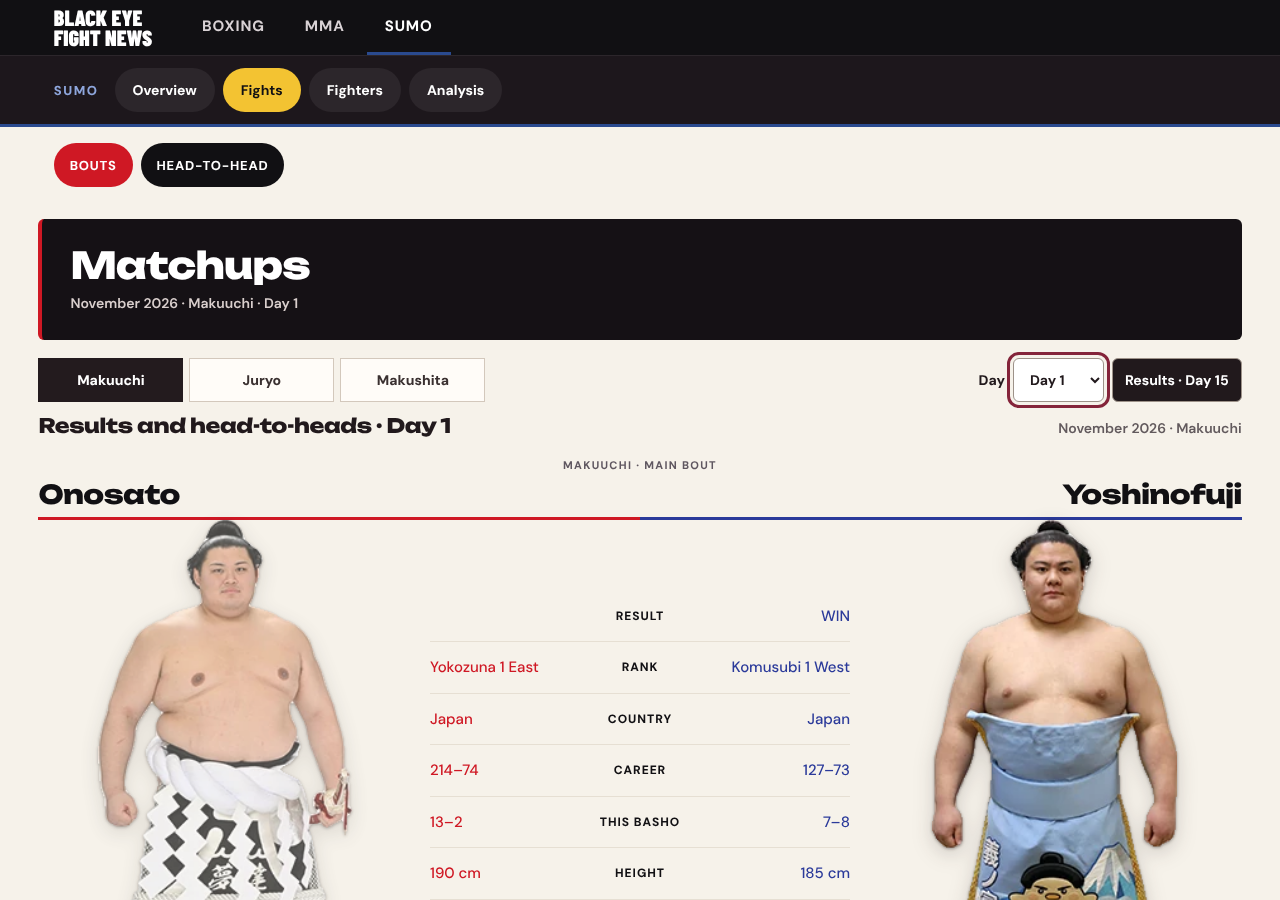 BLACK EYE
FIGHT NEWS
BOXING MMA SUMO
SUMO Overview Fights Fighters Analysis
BOUTS HEAD-TO-HEAD
Matchups
November 2026 · Makuuchi · Day 1
Makuuchi Juryo Makushita Day Day 1 Results · Day 15
Results and head-to-heads · Day 1 November 2026 · Makuuchi
MAKUUCHI · MAIN BOUT
Onosato Yoshinofuji
RESULT WIN
Yokozuna 1 East RANK Komusubi 1 West
Japan COUNTRY Japan
214–74 CAREER 127–73
13–2 THIS BASHO 7–8
190 cm HEIGHT 185 cm